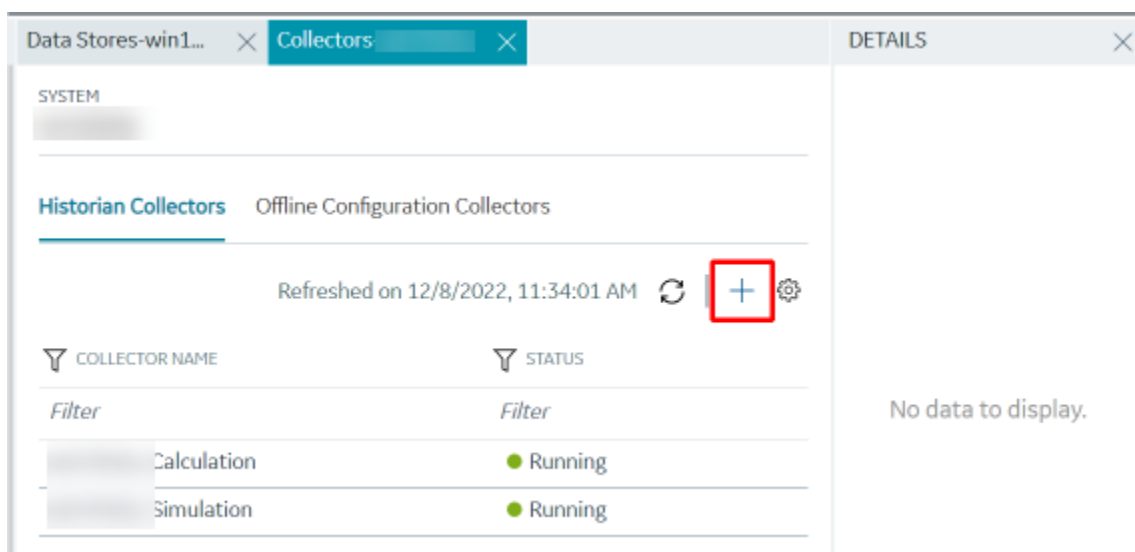 Data Stores-win1... Collectors DETAILS
SYSTEM
Historian Collectors Offline Configuration Collectors
Refreshed on 12/8/2022, 11:34:01 AM
COLLECTOR NAME STATUS
Filter Filter
No data to display.
Calculation Running
Simulation Running